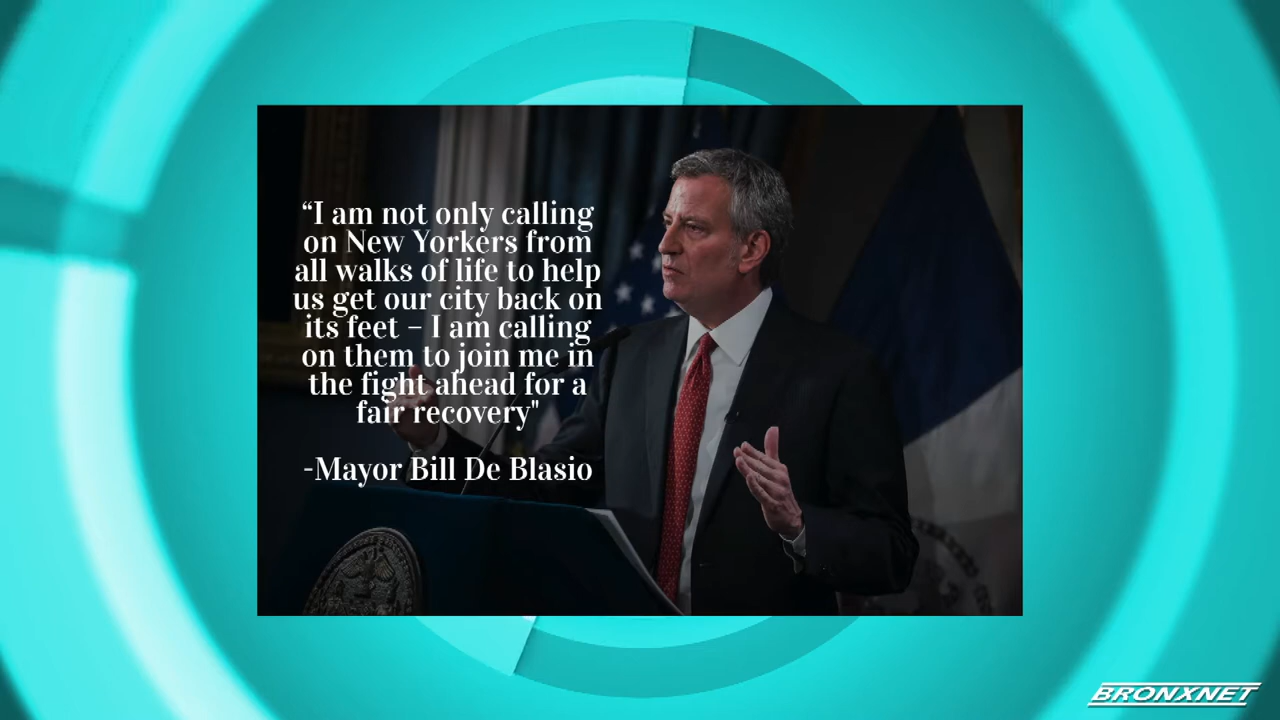 “I am not only calling
on New Yorkers from
all walks of life to help
us get our city back on
its feet – I am calling
on them to join me in
the fight ahead for a
fair recovery"
-Mayor Bill De Blasio
BRONXNET